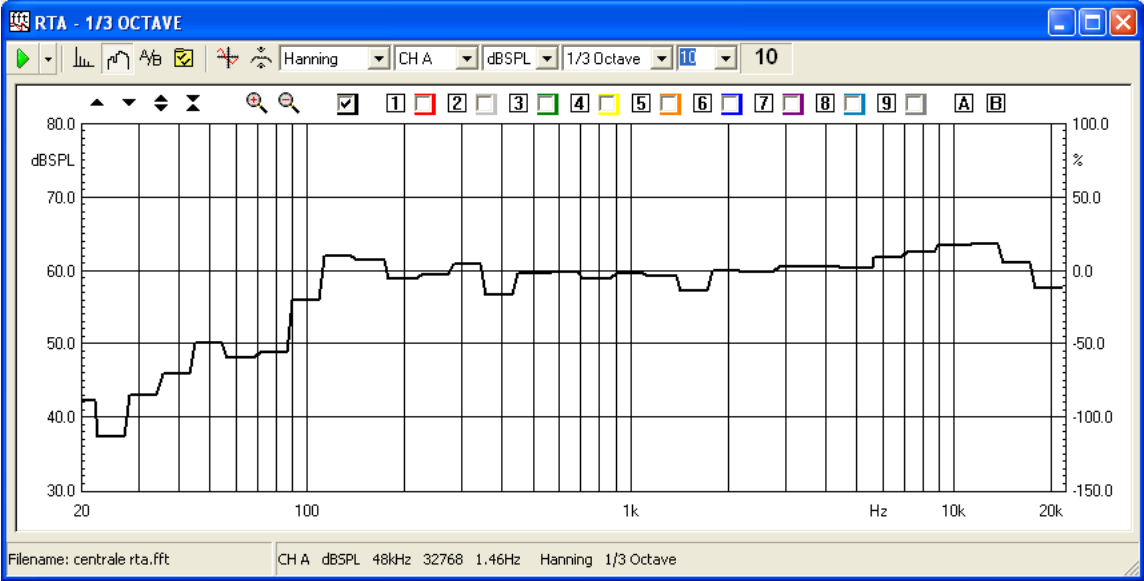 RTA - 1/3 OCTAVE
A/B Hanning CH A dBSPL 1/3 Octave 10 10
1 2 3 4 5 6 7 8 9 A B
80.0 100.0
dBSPL %
70.0 50.0
60.0 0.0
50.0 -50.0
40.0 -100.0
30.0 -150.0
20 100 1k Hz 10k 20k
Filename: centrale rta.fft CH A dBSPL 48kHz 32768 1.46Hz Hanning 1/3 Octave